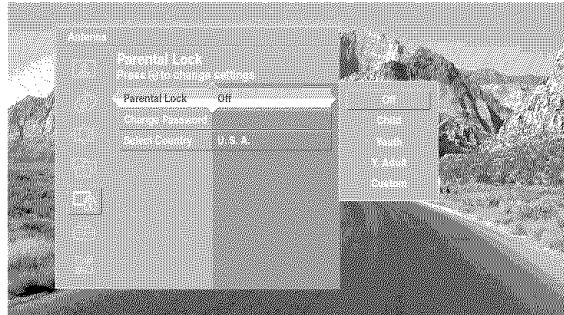 Antenna
Parental Lock
Press to change settings
Parental Lock Off
Change Password
Select Country U. S. A.
Off
Child
Youth
Y. Adult
Custom